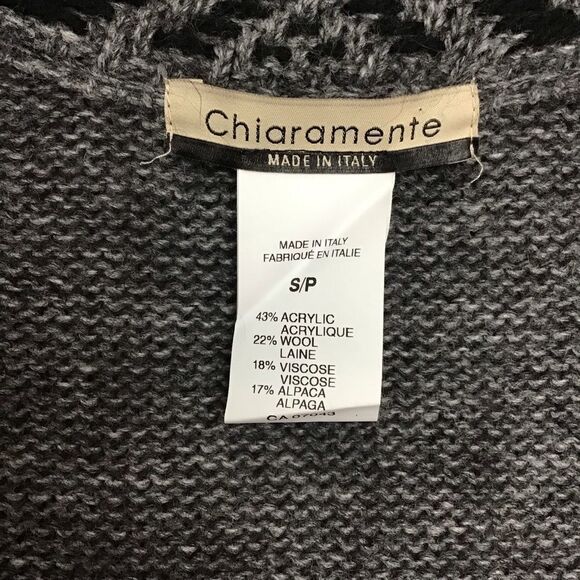 Chiaramente
MADE IN ITALY
MADE IN ITALY
FABRIQUÉ EN ITALIE
S/P
43% ACRYLIC
ACRYLIQUE
22% WOOL
LAINE
18% VISCOSE
VISCOSE
17% ALPACA
ALPAGA
CA